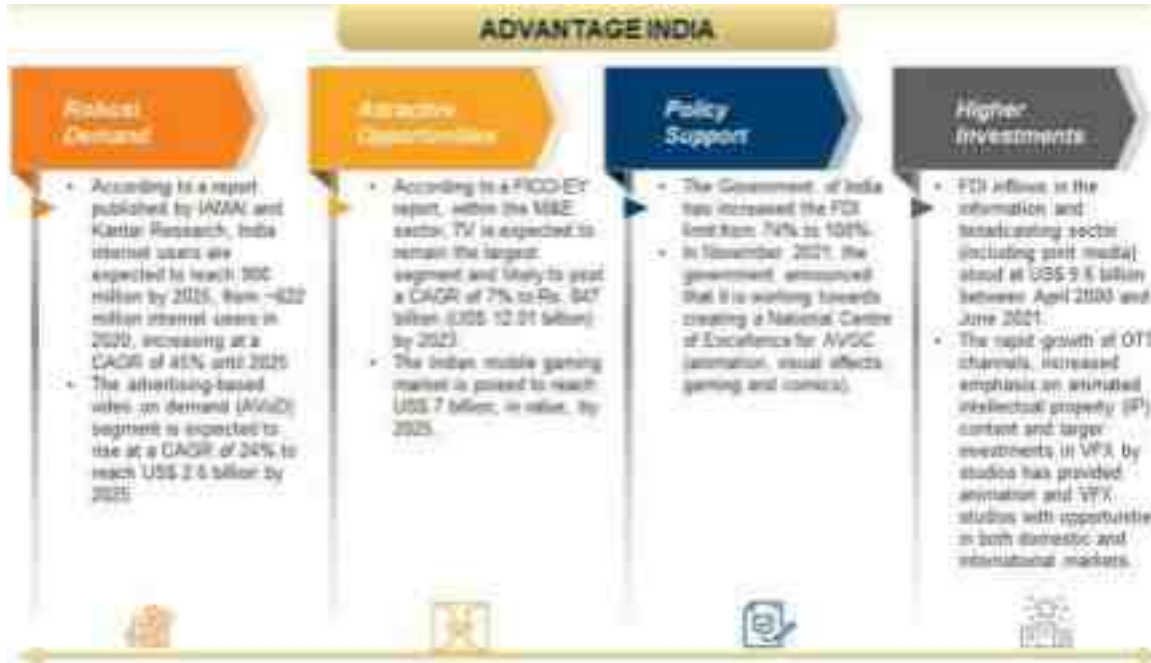 ADVANTAGE INDIA
Robust
Demand
• According to a report
published by IAMAI and
Kantar Research, India
internet users are
expected to reach 900
million by 2025, from ~622
million internet users in
2020, increasing at a
CAGR of 45% until 2025
• The advertising-based
video on demand (AVoD)
segment is expected to
rise at a CAGR of 24% to
reach US$ 2.6 billion by
2025.
Attractive
Opportunities
• According to a FICCI-EY
report, within the M&E
sector, TV is expected to
remain the largest
segment and likely to post
a CAGR of 7% to Rs. 847
billion (US$ 12.01 billion)
by
• The Indian mobile gaming
market is poised to reach
US$ 7 billion, in value, by
2025.
Policy
Support
• The Government of India
has increased the FDI
limit from 74% to 100%.
• In November 2021, the
government announced
that it is working towards
creating a National Centre
of Excellence for AVGC
(animation, visual effects,
gaming and comics).
Higher
Investments
• FDI inflows in the
information and
broadcasting sector
(including print media)
stood at US$ billion
between April 2000 and
June 2021.
• The rapid growth of OTT
channels, increased
emphasis on animated
intellectual property (IP)
content and larger
investments in VFX by
studios has provided
animation and VFX
studios with opportunitie
in both domestic and
international markets.